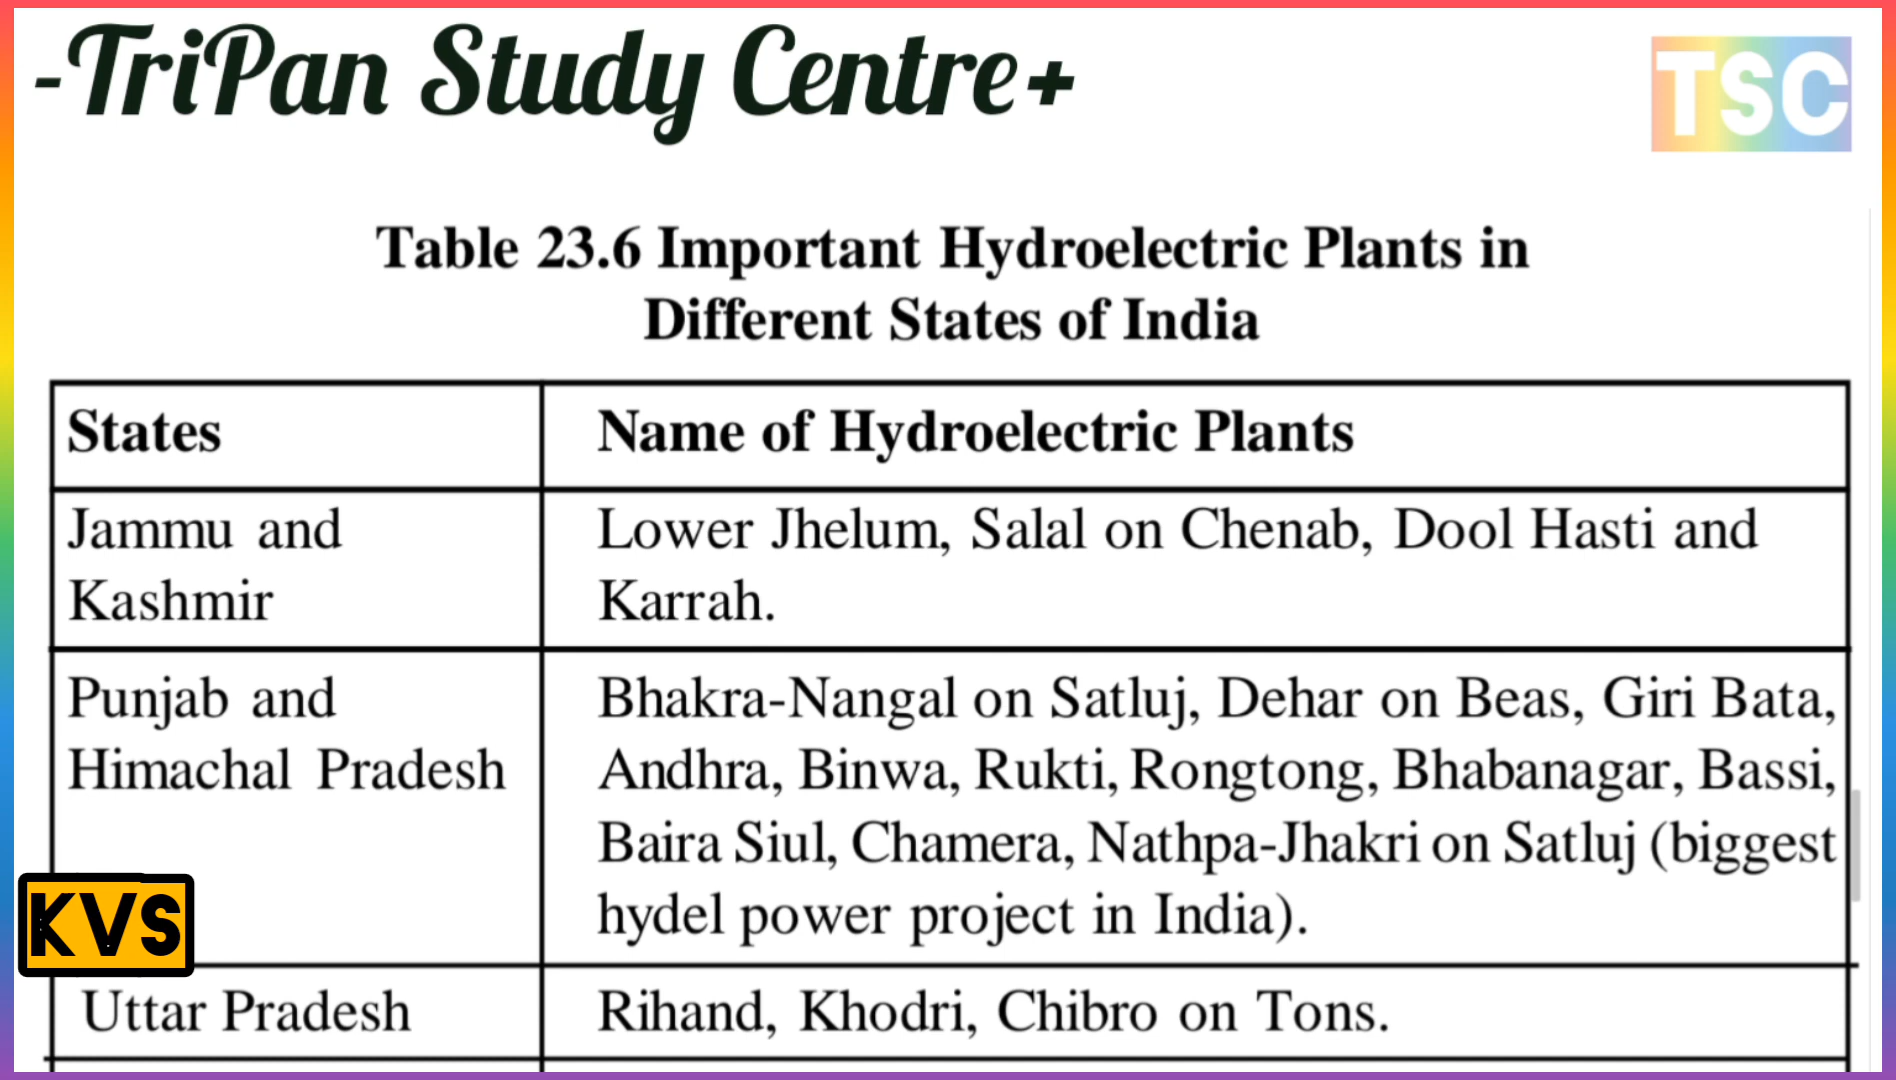 -TriPan Study Centre+
TSC
Table 23.6 Important Hydroelectric Plants in
Different States of India
States
Name of Hydroelectric Plants
Jammu and
Kashmir
Lower Jhelum, Salal on Chenab, Dool Hasti and
Karrah.
Punjab and
Himachal Pradesh
Bhakra-Nangal on Satluj, Dehar on Beas, Giri Bata,
Andhra, Binwa, Rukti, Rongtong, Bhabanagar, Bassi,
Baira Siul, Chamera, Nathpa-Jhakri on Satluj (biggest
hydel power project in India).
KVS
Uttar Pradesh
Rihand, Khodri, Chibro on Tons.